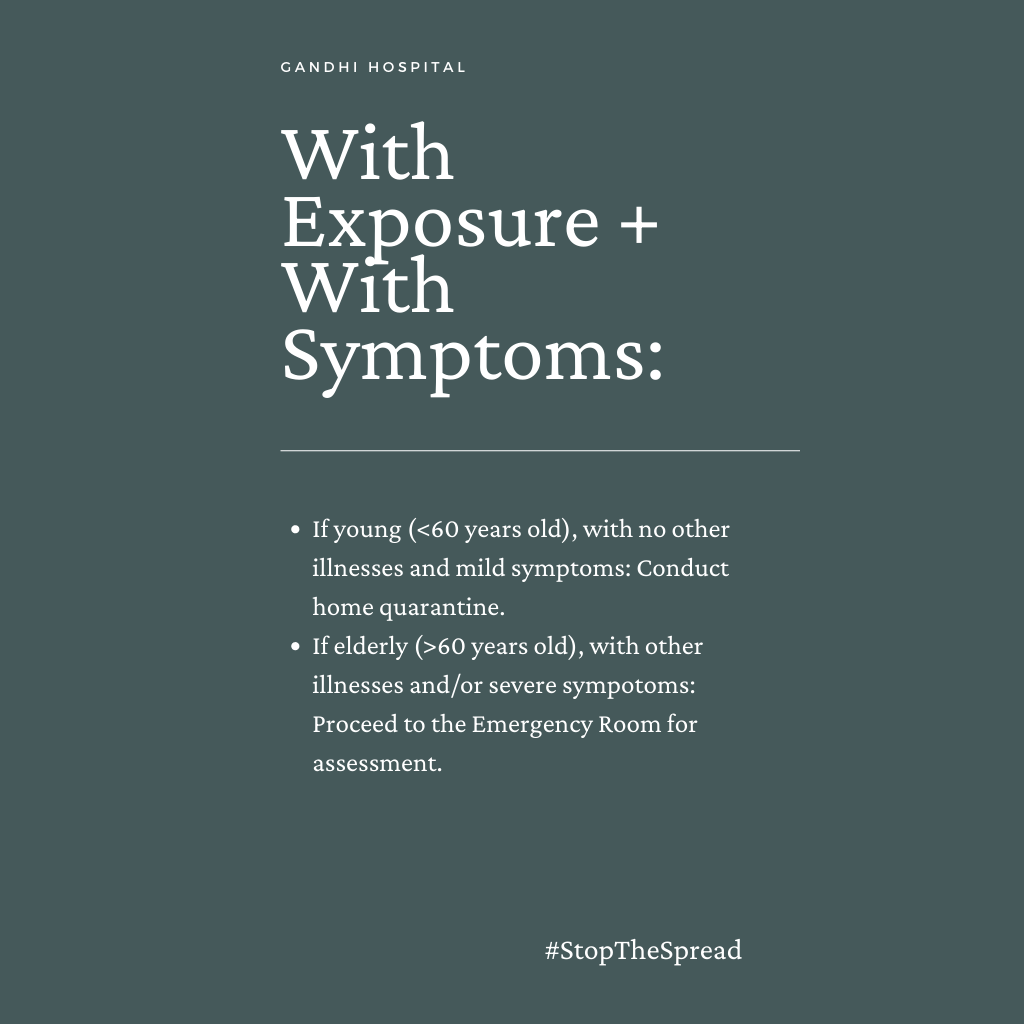 GANDHI HOSPITAL
With
Exposure +
With
Symptoms:
• If young (<60 years old), with no other
illnesses and mild symptoms: Conduct
home quarantine.
• If elderly (>60 years old), with other
illnesses and/or severe sympotoms:
Proceed to the Emergency Room for
assessment.
#StopTheSpread